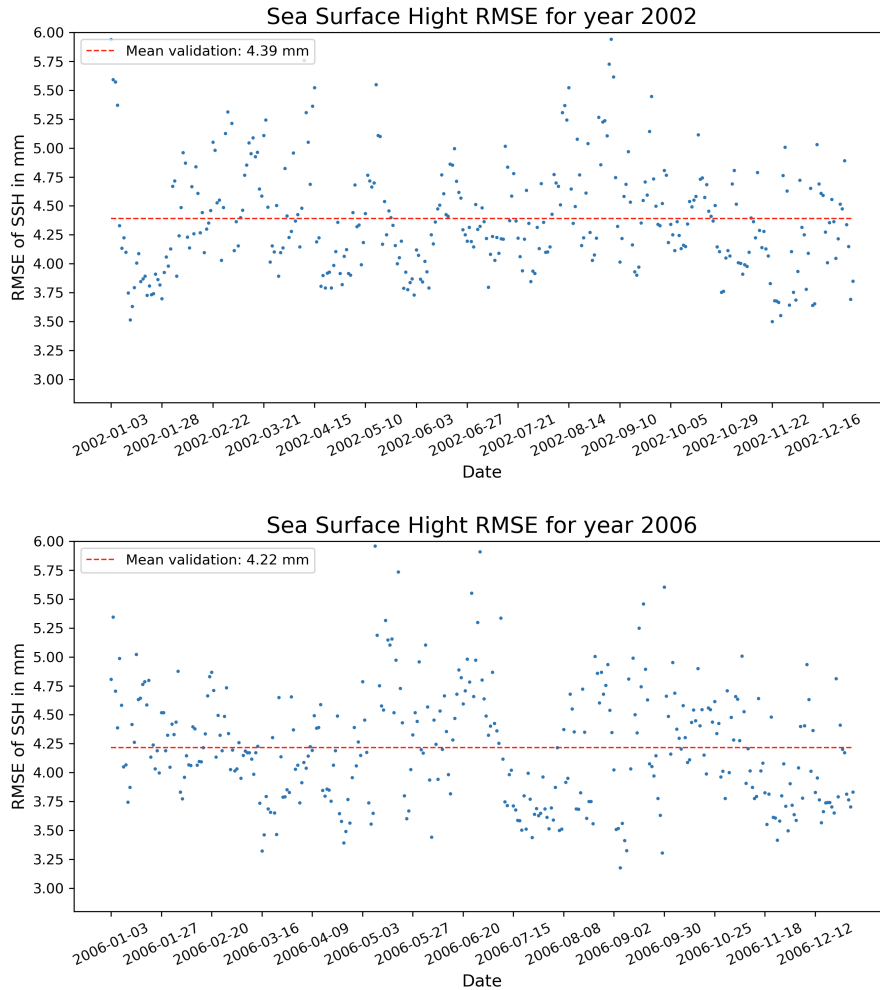 Sea Surface Hight RMSE for year 2002
Mean validation: 4.39 mm
RMSE of SSH in mm
6.00
5.75
5.50
5.25
5.00
4.75
4.50
4.25
4.00
3.75
3.50
3.25
3.00
2002-01-03 2002-01-28 2002-02-22 2002-03-21 2002-04-15 2002-05-10 2002-06-03 2002-06-27 2002-07-21 2002-08-14 2002-09-10 2002-10-05 2002-10-29 2002-11-22 2002-12-16
Date
Sea Surface Hight RMSE for year 2006
Mean validation: 4.22 mm
RMSE of SSH in mm
6.00
5.75
5.50
5.25
5.00
4.75
4.50
4.25
4.00
3.75
3.50
3.25
3.00
2006-01-03 2006-01-27 2006-02-20 2006-03-16 2006-04-09 2006-05-03 2006-05-27 2006-06-20 2006-07-15 2006-08-08 2006-09-02 2006-09-30 2006-10-25 2006-11-18 2006-12-12
Date